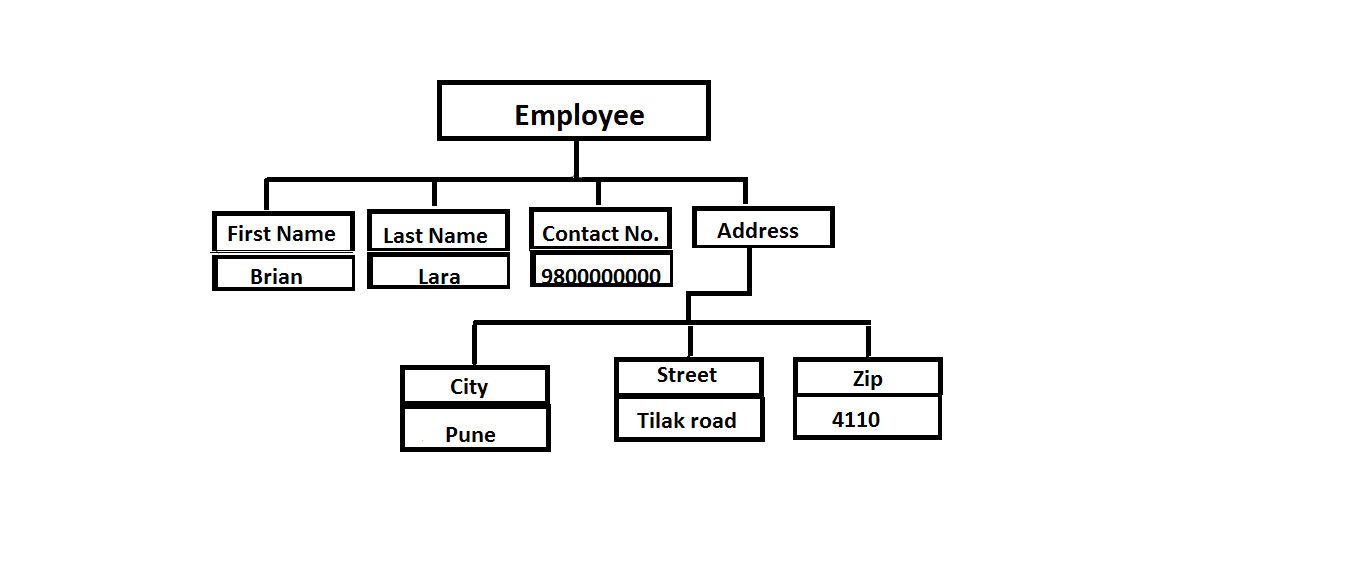 Employee
First Name
Last Name
Contact No.
Address
Brian
Lara
9800000000
City
Street
Zip
Pune
Tilak road
4110